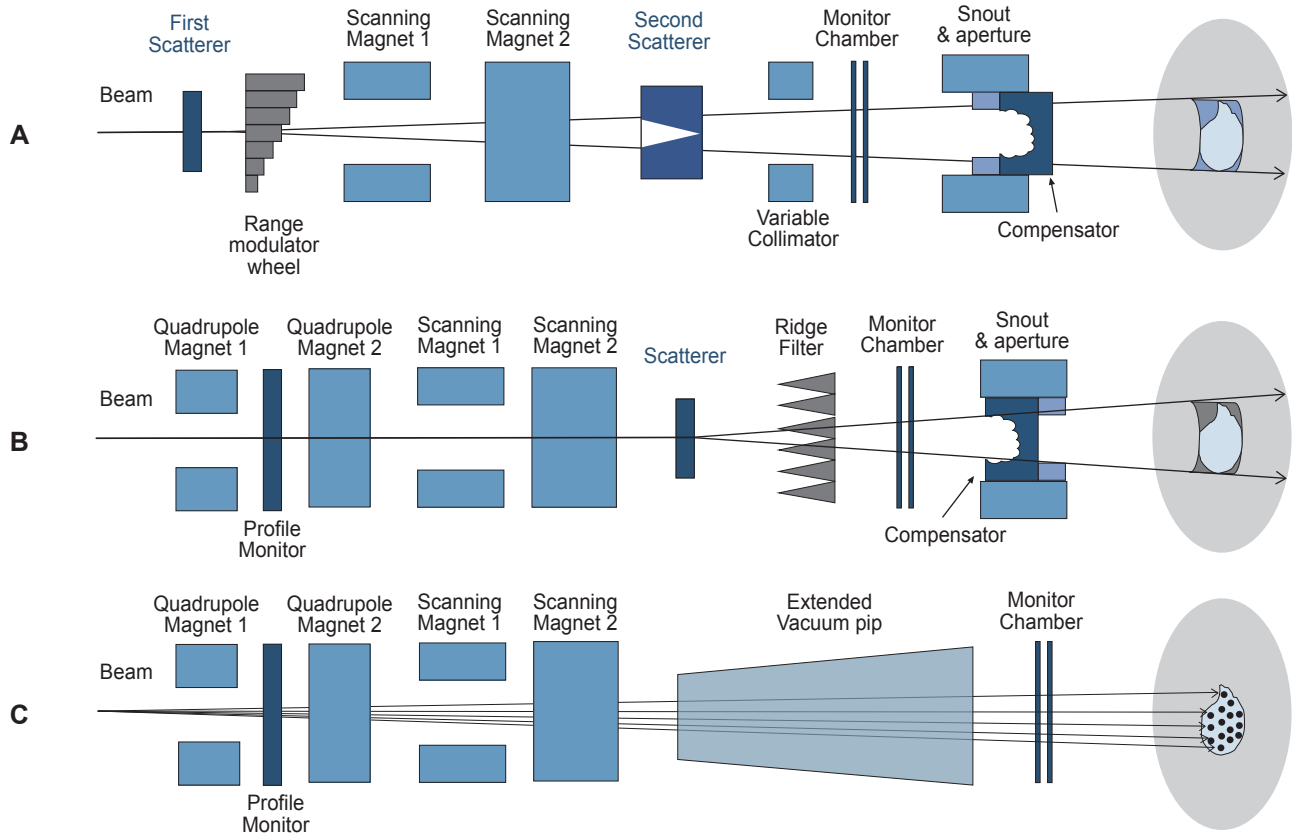 First
Scatterer
Scanning
Magnet 1
Scanning
Magnet 2
Second
Scatterer
Monitor
Chamber
Snout
& aperture
Beam
A
Range
modulator
wheel
Variable
Collimator
Compensator
Quadrupole
Magnet 1
Quadrupole
Magnet 2
Scanning
Magnet 1
Scanning
Magnet 2
Scatterer
Ridge
Filter
Monitor
Chamber
Snout
& aperture
Beam
B
Profile
Monitor
Compensator
Quadrupole
Magnet 1
Quadrupole
Magnet 2
Scanning
Magnet 1
Scanning
Magnet 2
Extended
Vacuum pip
Monitor
Chamber
Beam
C
Profile
Monitor